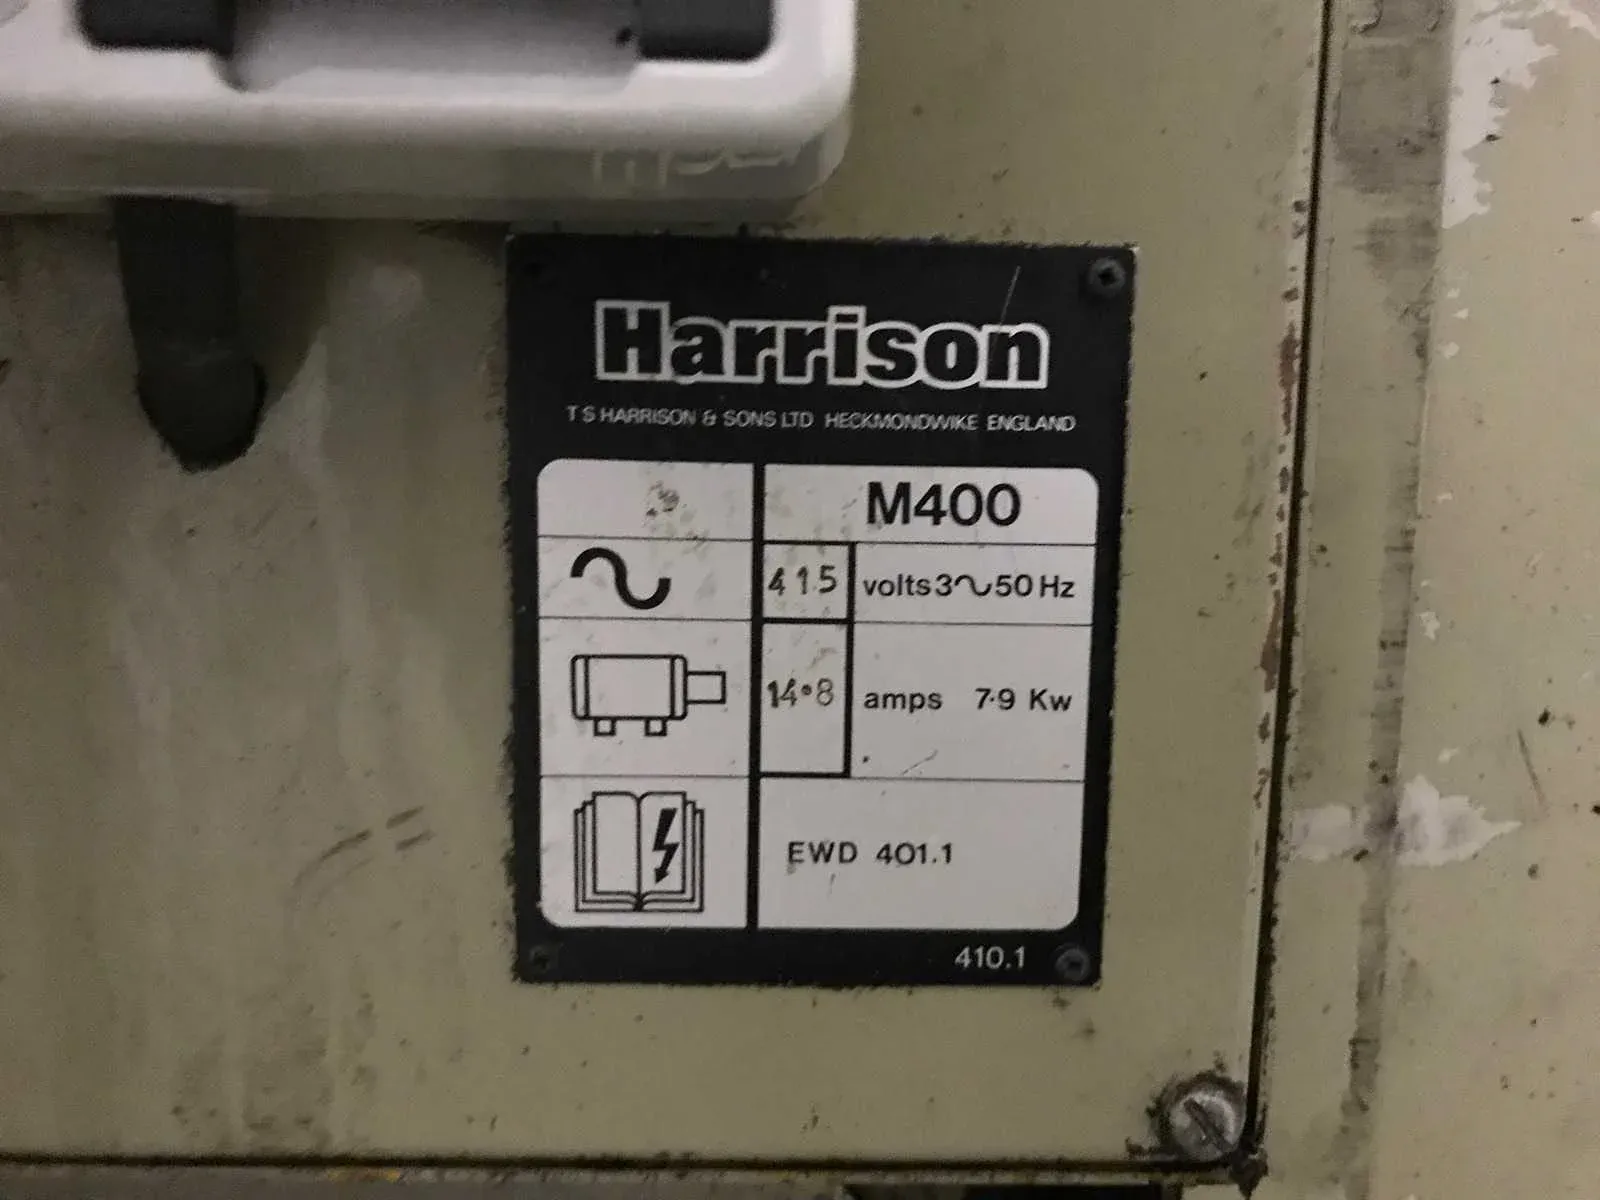 Harrison
T S HARRISON & SONS LTD HECKMONDWIKE ENGLAND
M400
415 volts 3∿50 Hz
14•8 amps 7·9 Kw
EWD 401.1
410.1